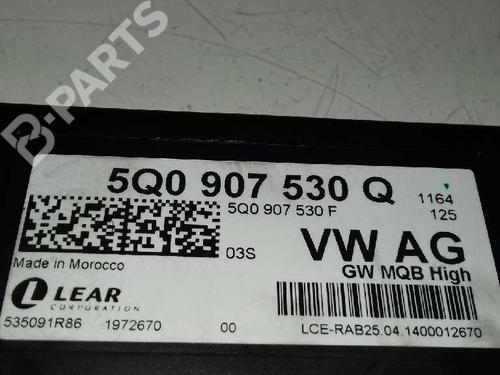 B-PARTS
5Q0 907 530 Q
1164
5Q0 907 530 F
125
03S
VW AG
GW MQB High
Made in Morocco
LEAR
CORPORATION
535091R86 1972670 00
LCE-RAB25.04.1400012670